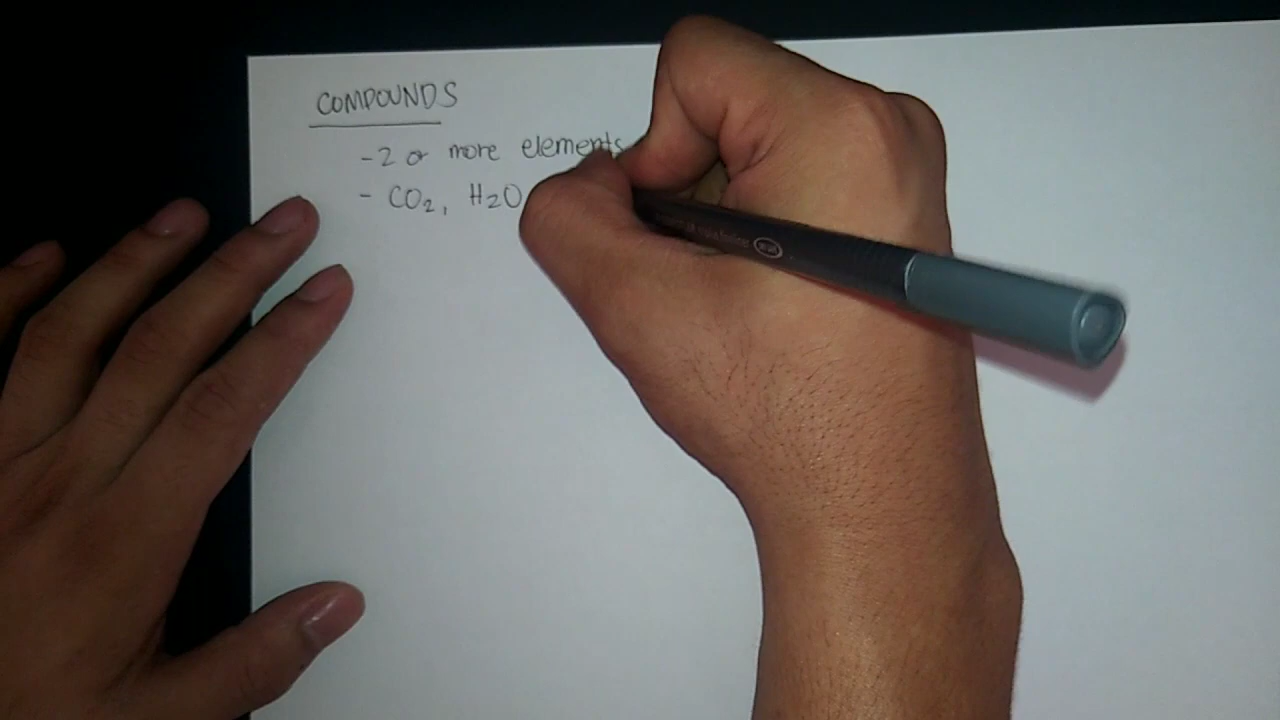 COMPOUNDS
- 2 or more elements
- CO₂, H₂O